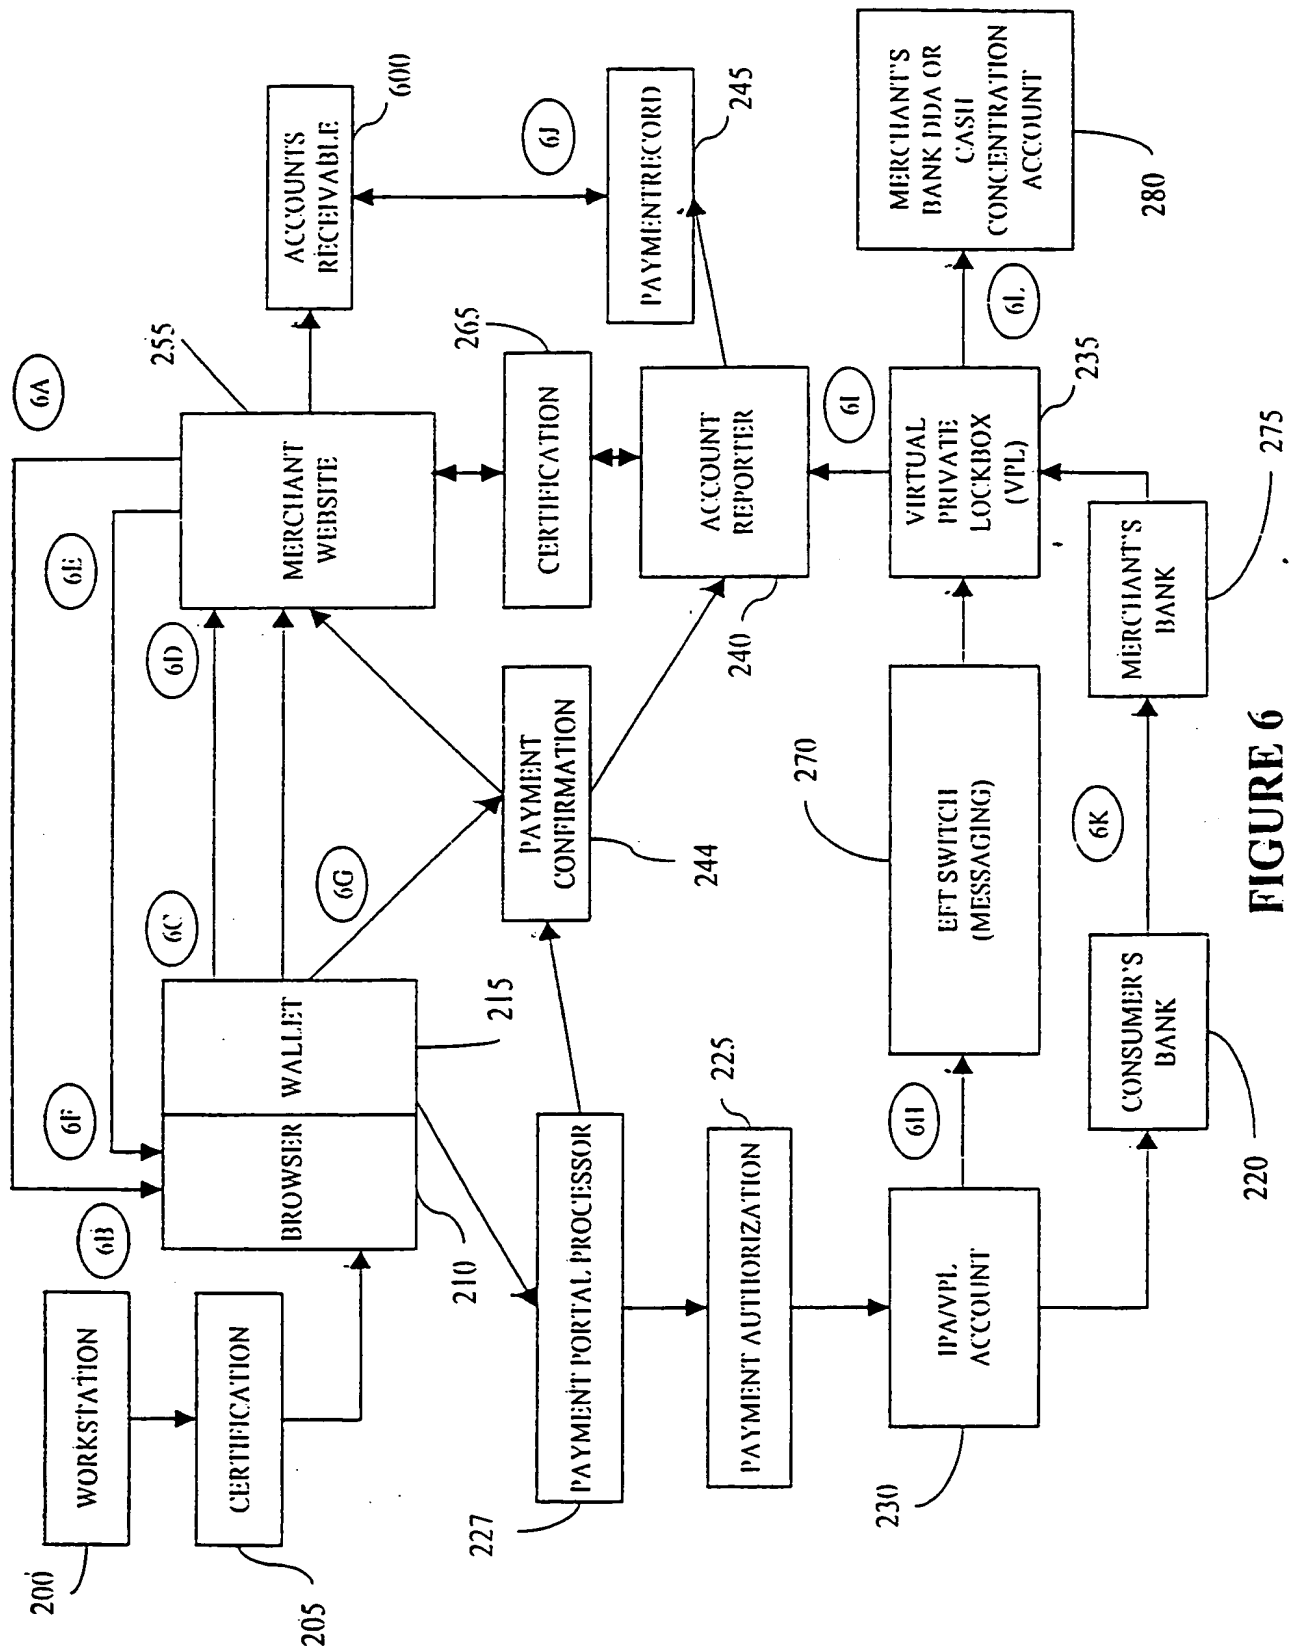 200
WORKSTATION
205
CERTIFICATION
6B
6F
6E
6A
BROWSER
210
WALLET
215
6C
6D
6G
MERCHANT
WEBSITE
255
ACCOUNTS
RECEIVABLE
600
227
PAYMENT PORTAL PROCESSOR
PAYMENT
CONFIRMATION
244
CERTIFICATION
265
6J
PAYMENTRECORD
245
PAYMENT AUTHORIZATION
225
ACCOUNT
REPORTER
240
6I
230
IPA/VPL
ACCOUNT
6H
EFT SWITCH
(MESSAGING)
270
VIRTUAL
PRIVATE
LOCKBOX
(VPL)
235
6L
MERCHANT'S
BANK DDA OR
CASH
CONCENTRATION
ACCOUNT
280
CONSUMER'S
BANK
220
6K
MERCHANT'S
BANK
275
FIGURE 6